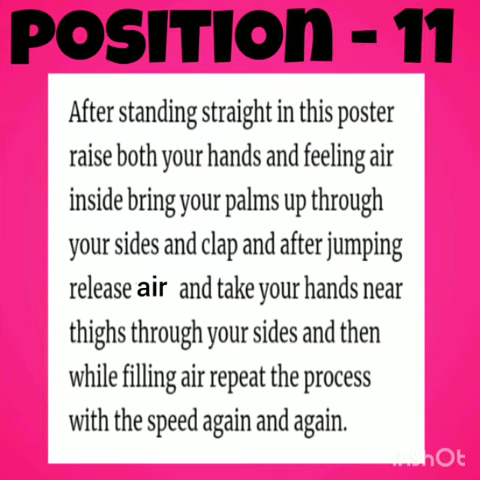 POSITION - 11
After standing straight in this poster
raise both your hands and feeling air
inside bring your palms up through
your sides and clap and after jumping
release air and take your hands near
thighs through your sides and then
while filling air repeat the process
with the speed again and again.
InShOt